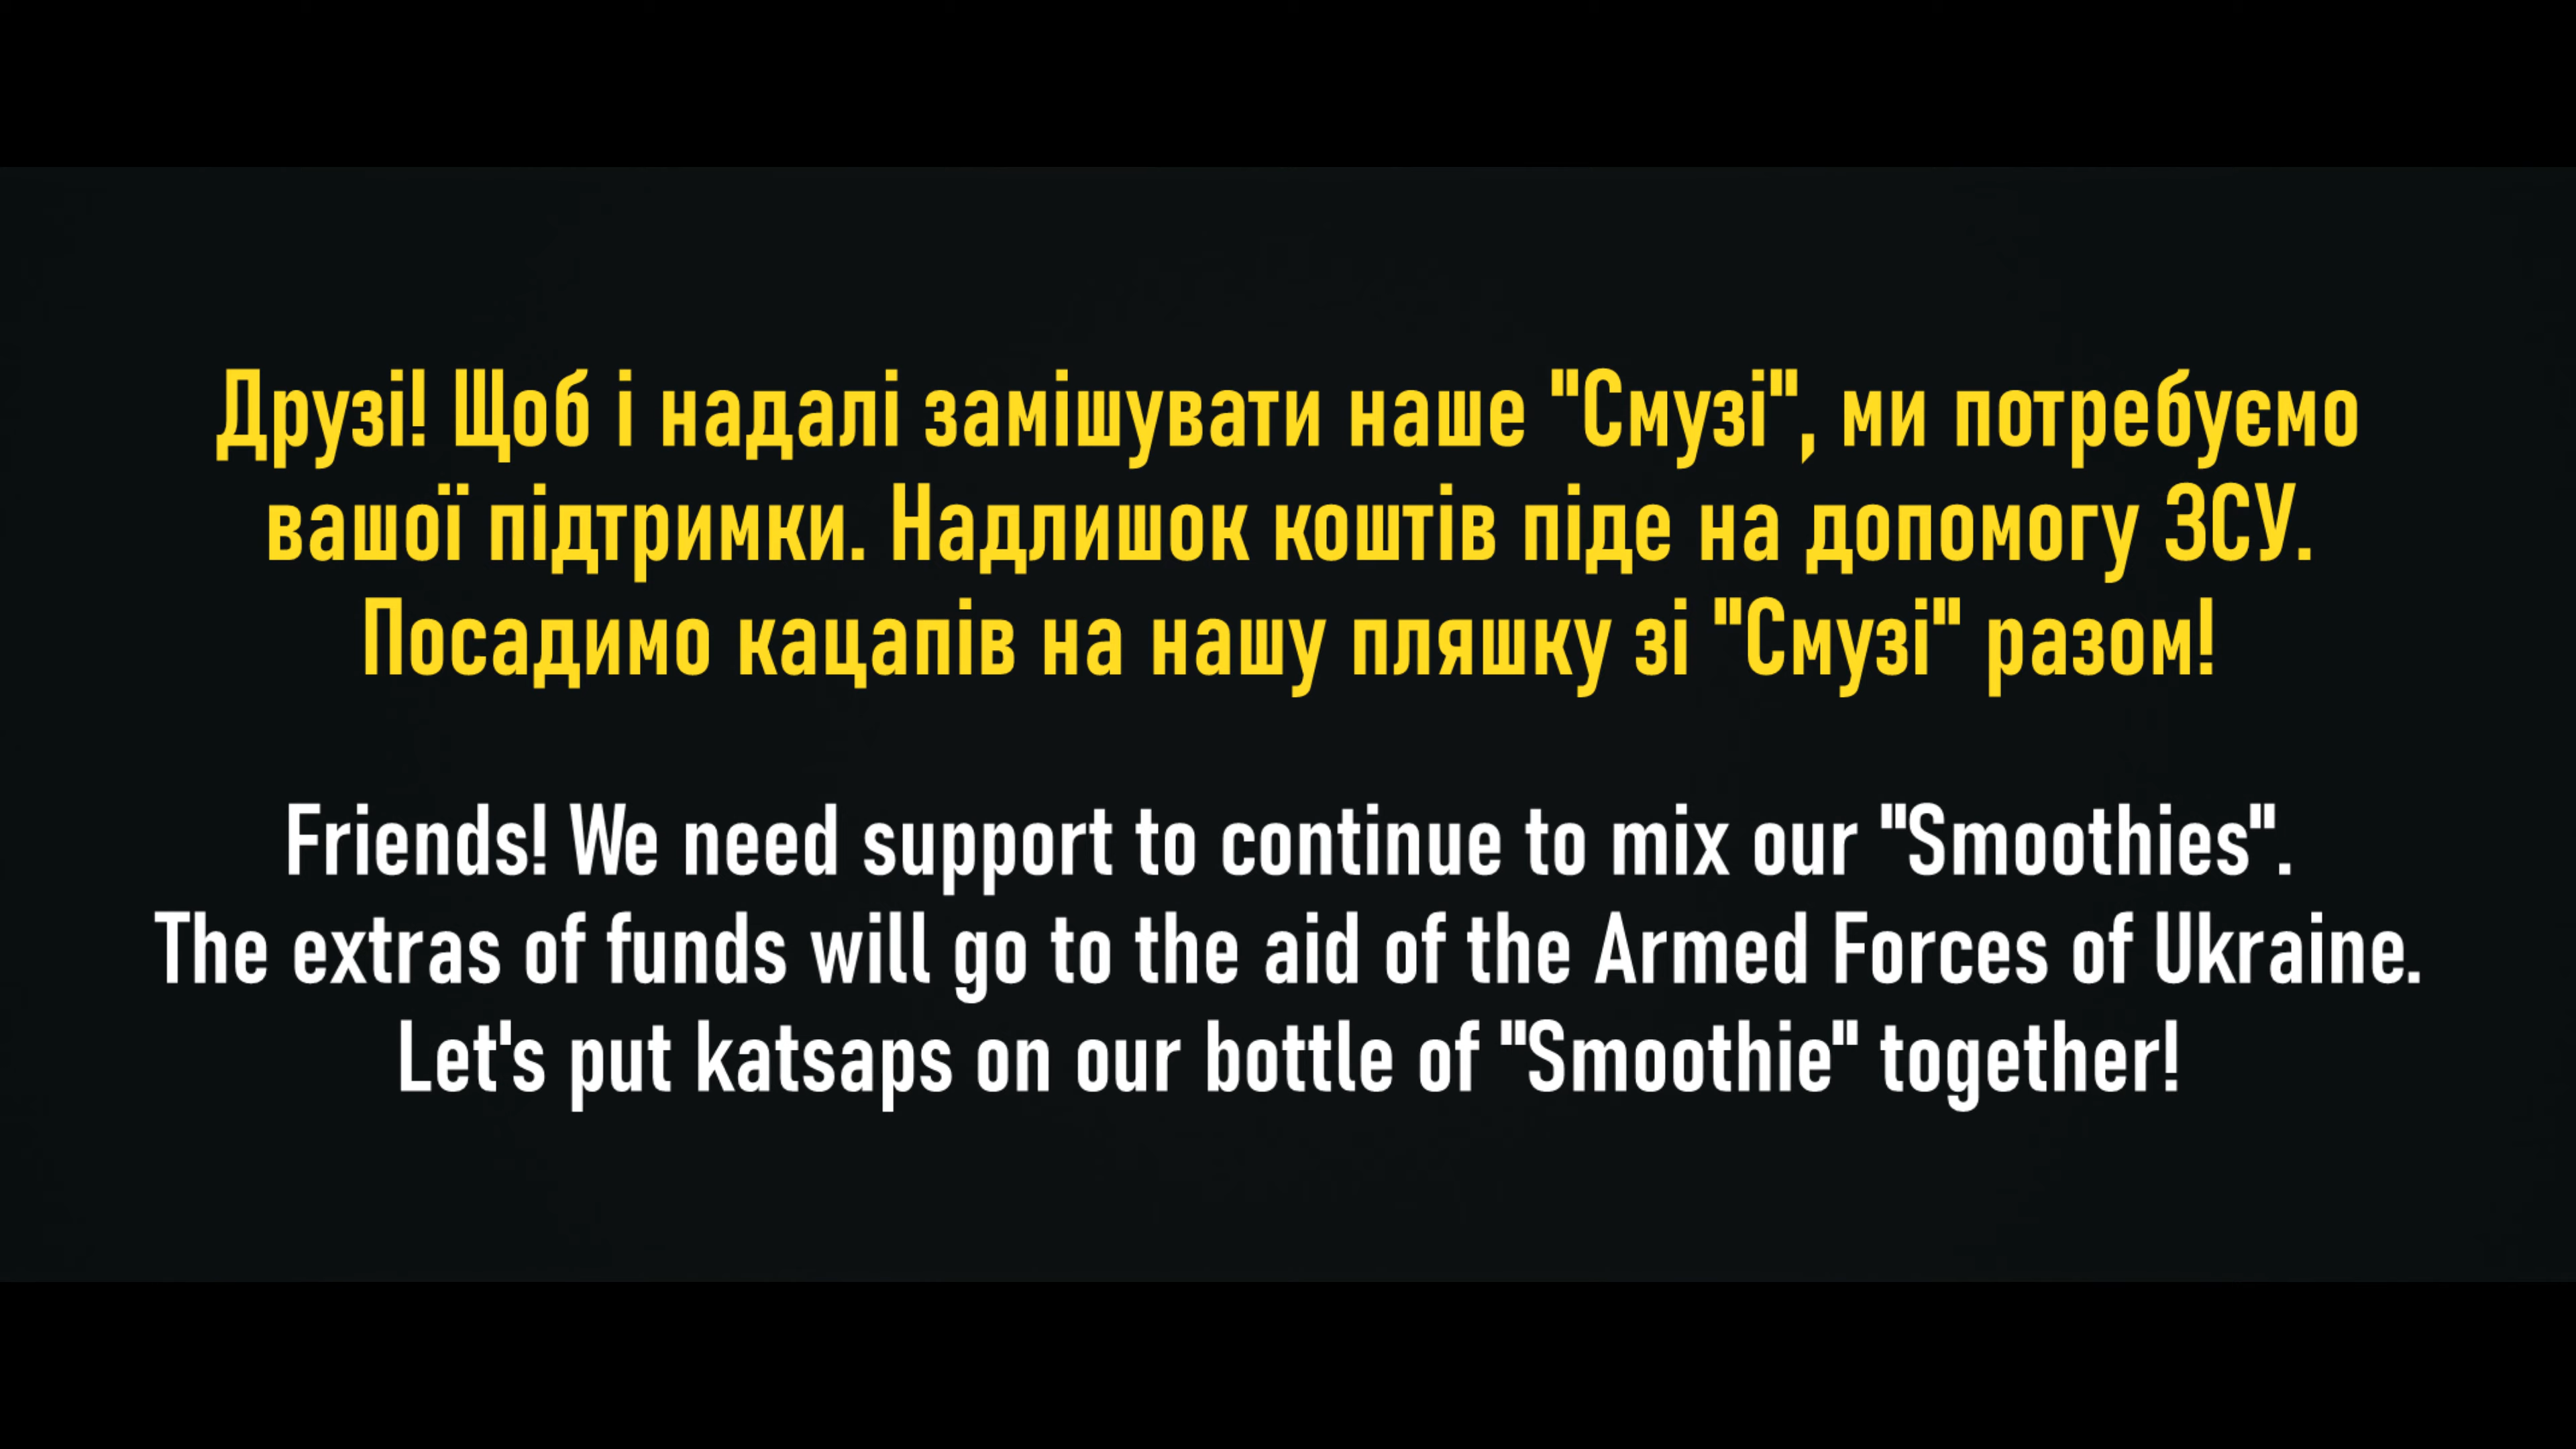 Друзі! Щоб і надалі замішувати наше "Смузі", ми потребуємо
вашої підтримки. Надлишок коштів піде на допомогу ЗСУ.
Посадимо кацапів на нашу пляшку зі "Смузі" разом!
Friends! We need support to continue to mix our "Smoothies".
The extras of funds will go to the aid of the Armed Forces of Ukraine.
Let's put katsaps on our bottle of "Smoothie" together!